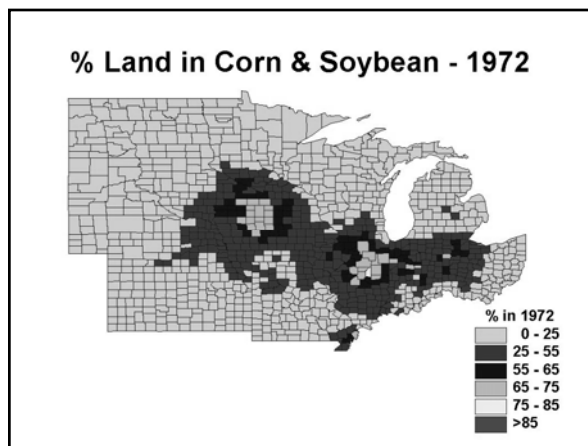 % Land in Corn & Soybean - 1972
% in 1972
0 - 25
25 - 55
55 - 65
65 - 75
75 - 85
>85